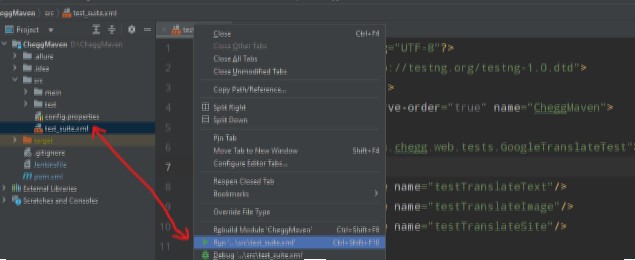 CheggMaven
src
test_suite.xml
Project
CheggMaven D:\CheggMaven
.allure
.idea
src
main
test
config.properties
test_suite.xml
target
.gitignore
Jenkinsfile
pom.xml
External Libraries
Scratches and Consoles
Close Ctrl+F4
Close Other Tabs
Close All Tabs
Close Unmodified Tabs
Copy Path/Reference...
Split Right
Split Down
Pin Tab
Move Tab to New Window Shift+F4
Configure Editor Tabs...
Reopen Closed Tab
Bookmarks
Override File Type
Rebuild Module 'CheggMaven' Ctrl+Shift+F9
Run '...\src\test_suite.xml' Ctrl+Shift+F10
Debug '...\src\test_suite.xml'
1
="UTF-8"?>
2
//testng.org/testng-1.0.dtd">
3
>
4
ve-order="true" name="CheggMaven">
5
6
.chegg.web.tests.GoogleTranslateTest"
7
8
name="testTranslateText"/>
9
name="testTranslateImage"/>
10
name="testTranslateSite"/>
11